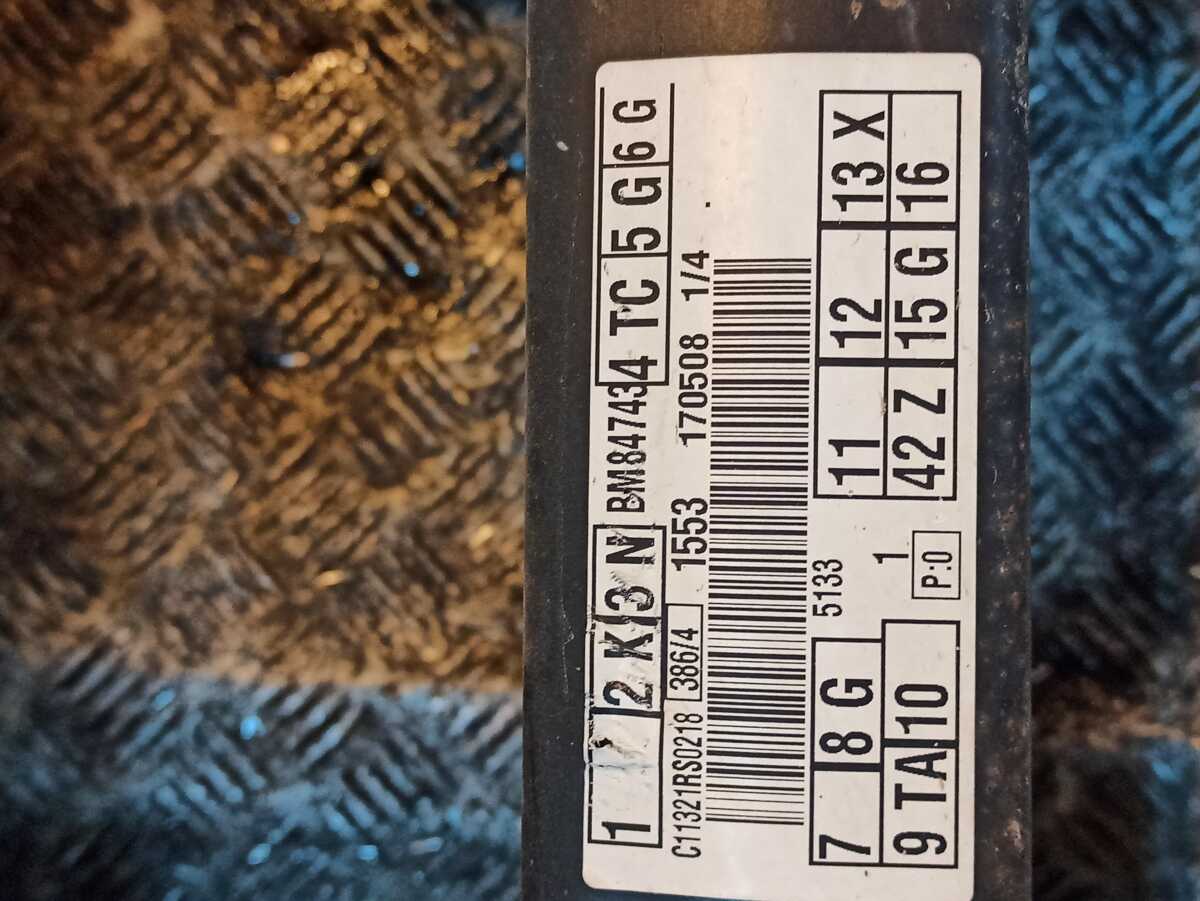 1 2 K 3 N BM847434 TC 5 G 6 G
C11321RS0218 386/4 1553 170508 1/4
7 8 G 5133 11 12 13 X
9 TA 10 P:0 1 42 Z 15 G 16